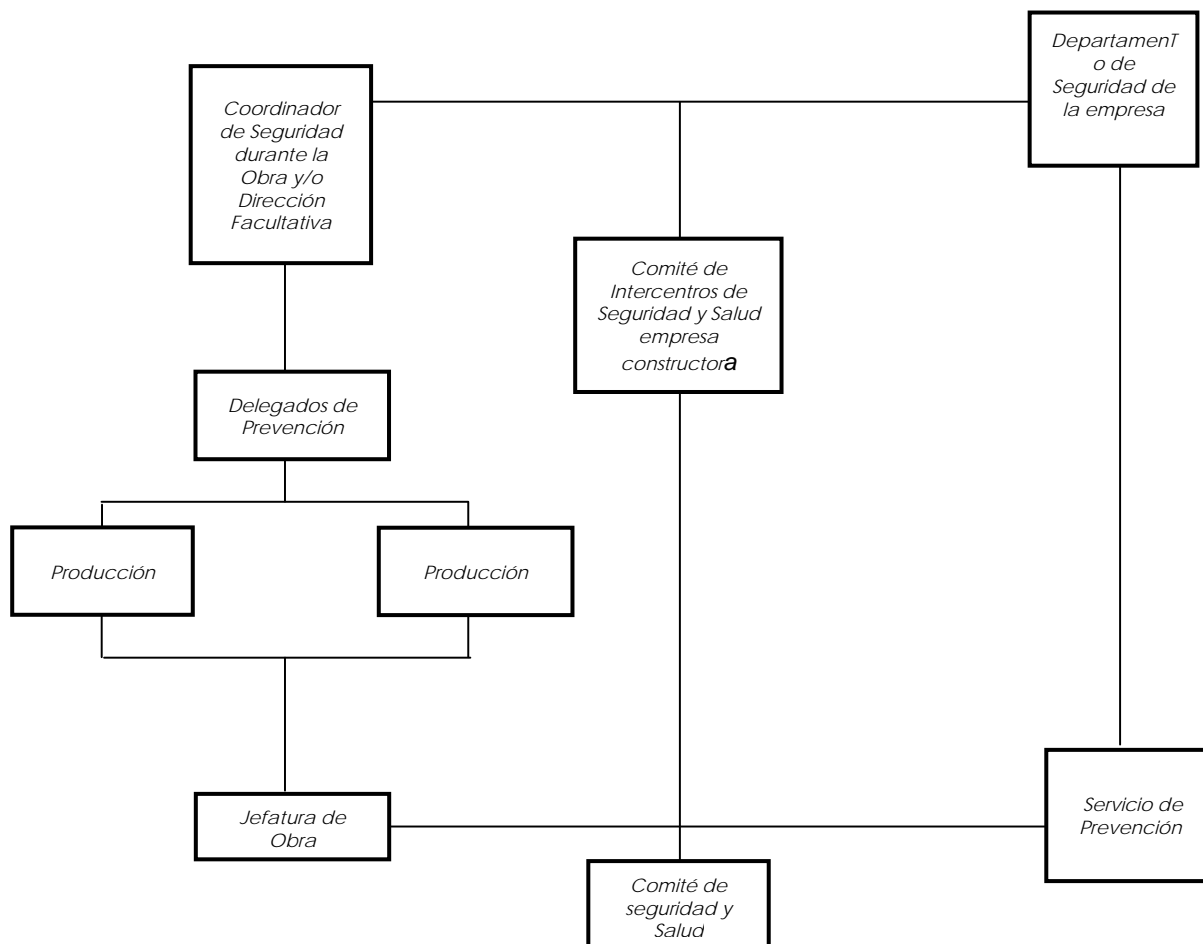 DepartamenT
o de
Seguridad de
la empresa
Coordinador
de Seguridad
durante la
Obra y/o
Dirección
Facultativa
Comité de
Intercentros de
Seguridad y Salud
empresa
constructora
Delegados de
Prevención
Producción
Producción
Jefatura de
Obra
Servicio de
Prevención
Comité de
seguridad y
Salud